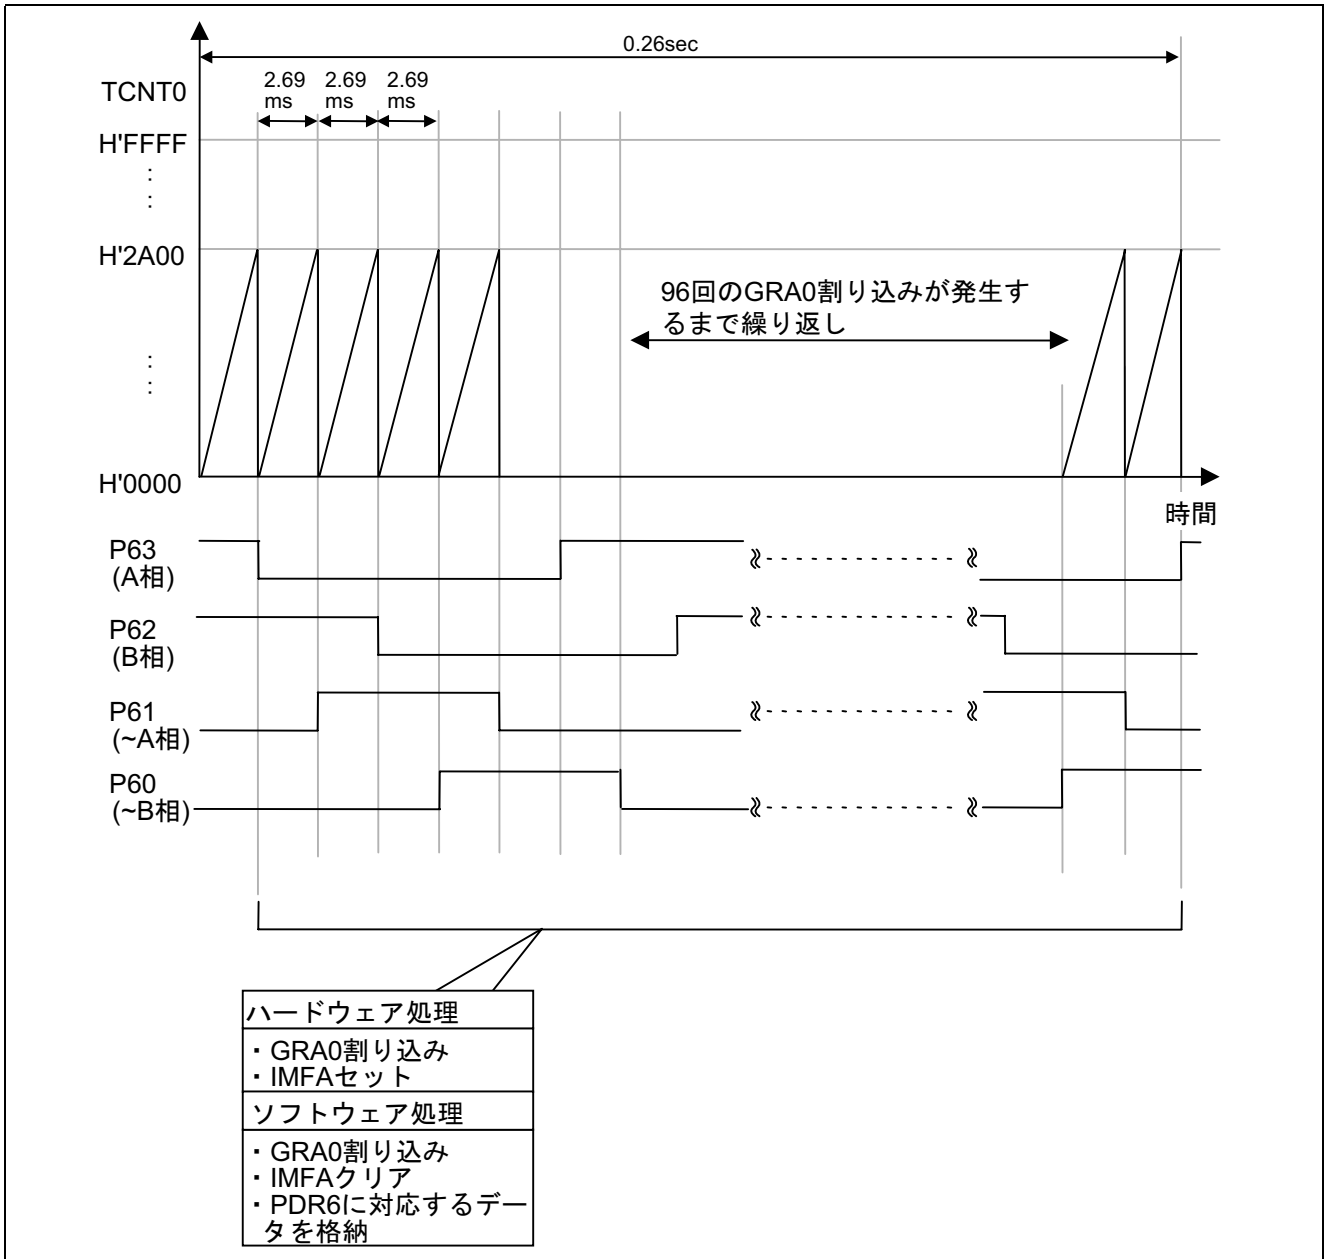 0.26sec
TCNT0
2.69
ms
2.69
ms
2.69
ms
H'FFFF
:
:
H'2A00
96回のGRA0割り込みが発生す
るまで繰り返し
:
:
H'0000
時間
P63
(A相)
P62
(B相)
P61
(~A相)
P60
(~B相)
ハードウェア処理
・GRA0割り込み
・IMFAセット
ソフトウェア処理
・GRA0割り込み
・IMFAクリア
・PDR6に対応するデー
タを格納